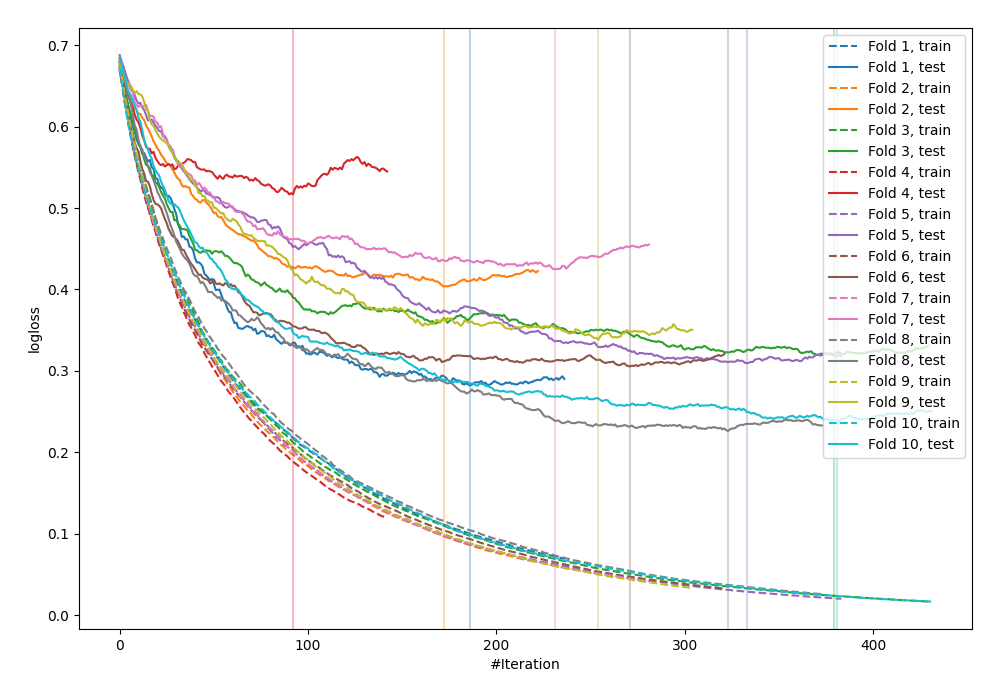 0.7
0.6
0.5
0.4
0.3
0.2
0.1
0.0
logloss
0
100
200
300
400
#Iteration
Fold 1, train
Fold 1, test
Fold 2, train
Fold 2, test
Fold 3, train
Fold 3, test
Fold 4, train
Fold 4, test
Fold 5, train
Fold 5, test
Fold 6, train
Fold 6, test
Fold 7, train
Fold 7, test
Fold 8, train
Fold 8, test
Fold 9, train
Fold 9, test
Fold 10, train
Fold 10, test